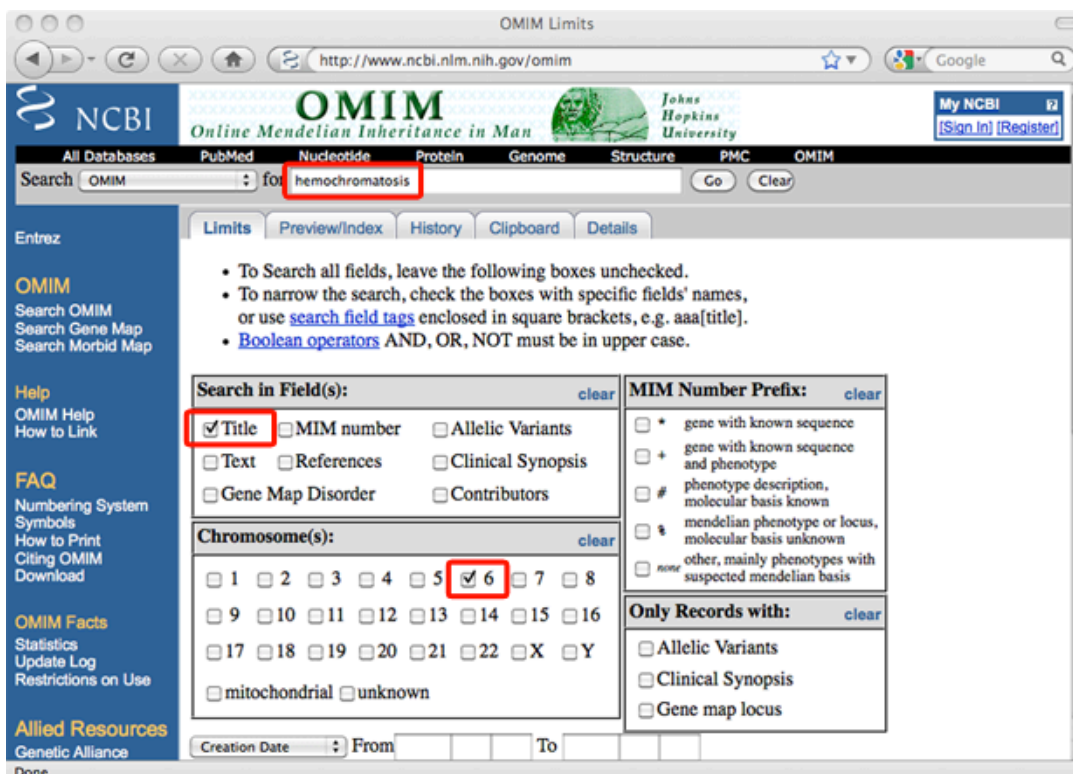 OMIM Limits
http://www.ncbi.nlm.nih.gov/omim
Google
NCBI
OMIM
Online Mendelian Inheritance in Man
Johns
Hopkins
University
My NCBI ?
[Sign In] [Register]
All Databases PubMed Nucleotide Protein Genome Structure PMC OMIM
Search OMIM for hemochromatosis Go Clear
Limits Preview/Index History Clipboard Details
• To Search all fields, leave the following boxes unchecked.
• To narrow the search, check the boxes with specific fields' names,
or use search field tags enclosed in square brackets, e.g. aaa[title].
• Boolean operators AND, OR, NOT must be in upper case.
Entrez
OMIM
Search OMIM
Search Gene Map
Search Morbid Map
Help
OMIM Help
How to Link
FAQ
Numbering System
Symbols
How to Print
Citing OMIM
Download
OMIM Facts
Statistics
Update Log
Restrictions on Use
Allied Resources
Genetic Alliance
Search in Field(s): clear
Title MIM number Allelic Variants
Text References Clinical Synopsis
Gene Map Disorder Contributors
Chromosome(s): clear
1 2 3 4 5 6 7 8
9 10 11 12 13 14 15 16
17 18 19 20 21 22 X Y
mitochondrial unknown
MIM Number Prefix: clear
* gene with known sequence
+ gene with known sequence
and phenotype
# phenotype description,
molecular basis known
% mendelian phenotype or locus,
molecular basis unknown
none other, mainly phenotypes with
suspected mendelian basis
Only Records with: clear
Allelic Variants
Clinical Synopsis
Gene map locus
Creation Date From To
Done